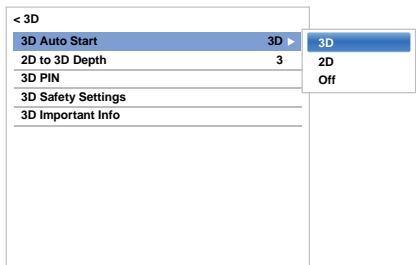 < 3D
3D Auto Start 3D ▷
2D to 3D Depth 3
3D PIN
3D Safety Settings
3D Important Info
3D
2D
Off